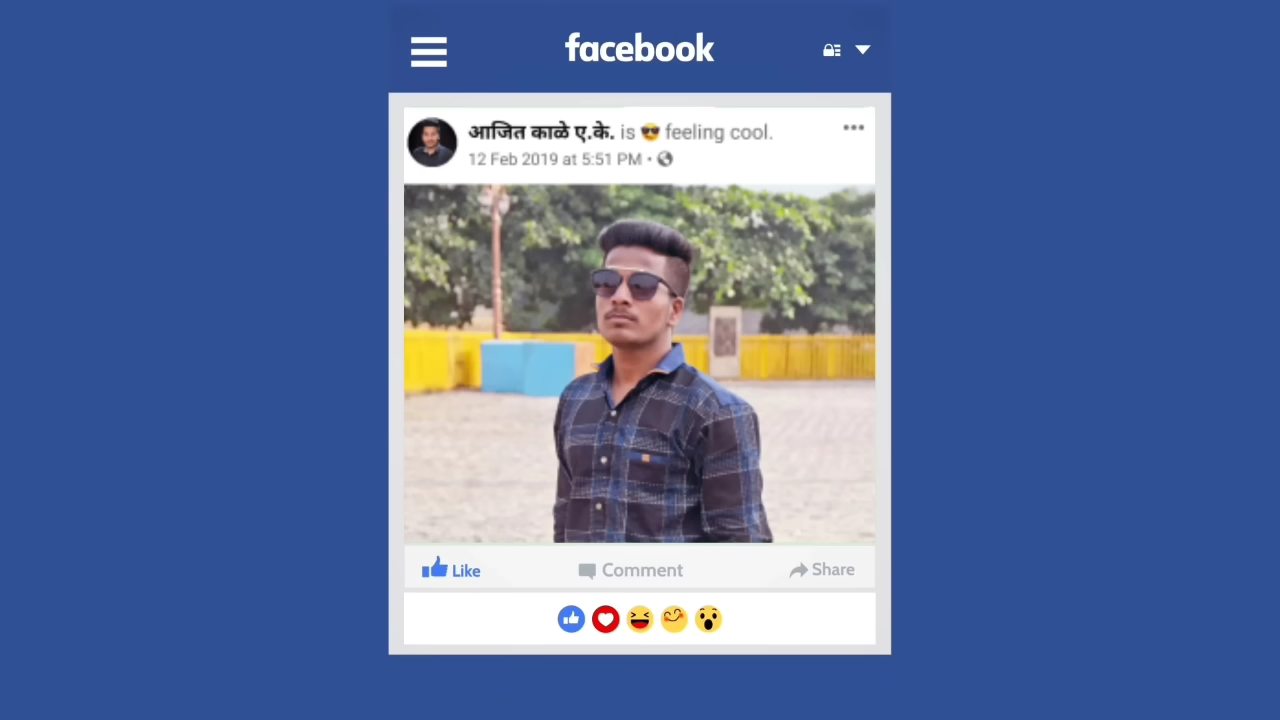 facebook
आजित काळे ए.के. is 😎 feeling cool.
12 Feb 2019 at 5:51 PM •
Like Comment Share